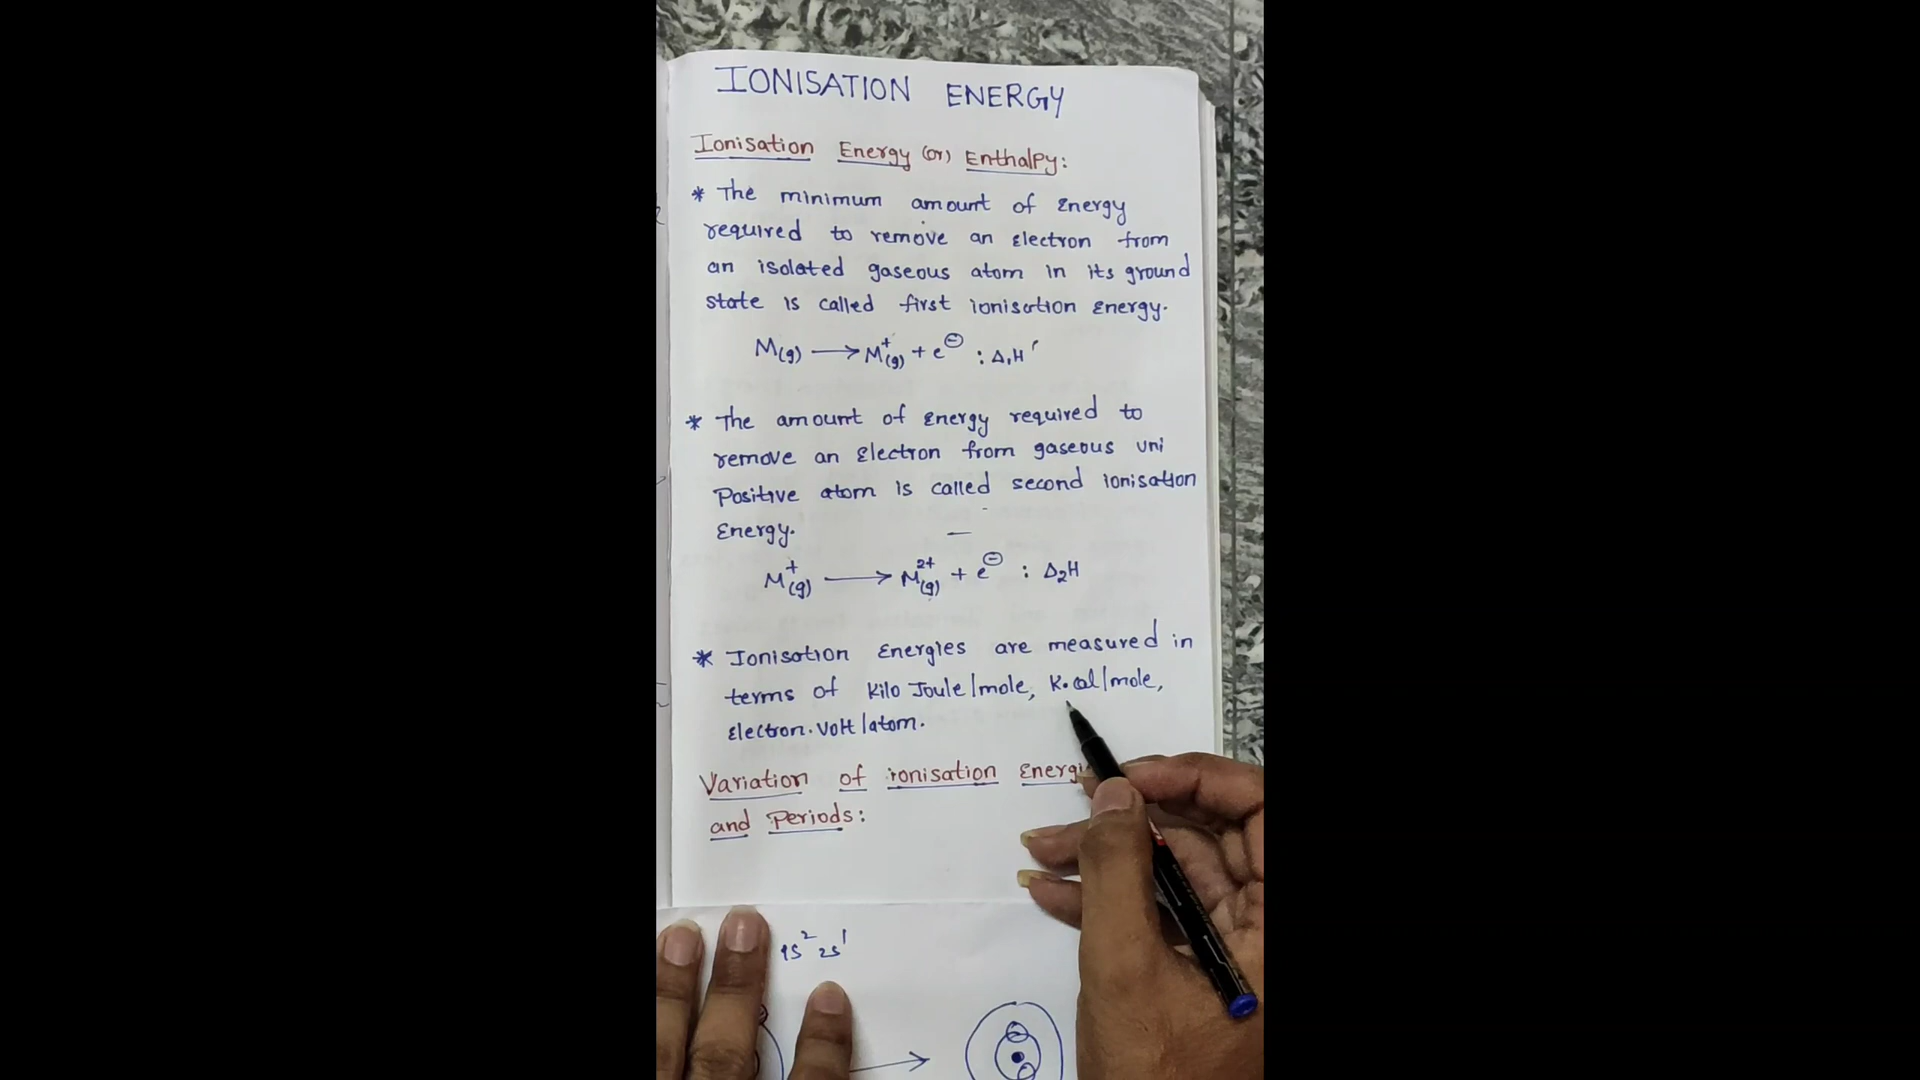 IONISATION ENERGY
Ionisation Energy (or) Enthalpy:
* The minimum amount of Energy
required to remove an Electron from
an isolated gaseous atom in its ground
state is called first ionisation Energy.
M(g) ⟶ M⁺(g) + e⊖ : Δ₁H
* The amount of Energy required to
remove an Electron from gaseous uni
Positive atom is called second ionisation
Energy.
M⁺(g) ⟶ M²⁺(g) + e⊖ : Δ₂H
* Ionisation Energies are measured in
terms of Kilo Joule/mole, K.cal/mole,
Electron.Volt/atom.
Variation of ionisation
and Periods:
1s² 2s¹